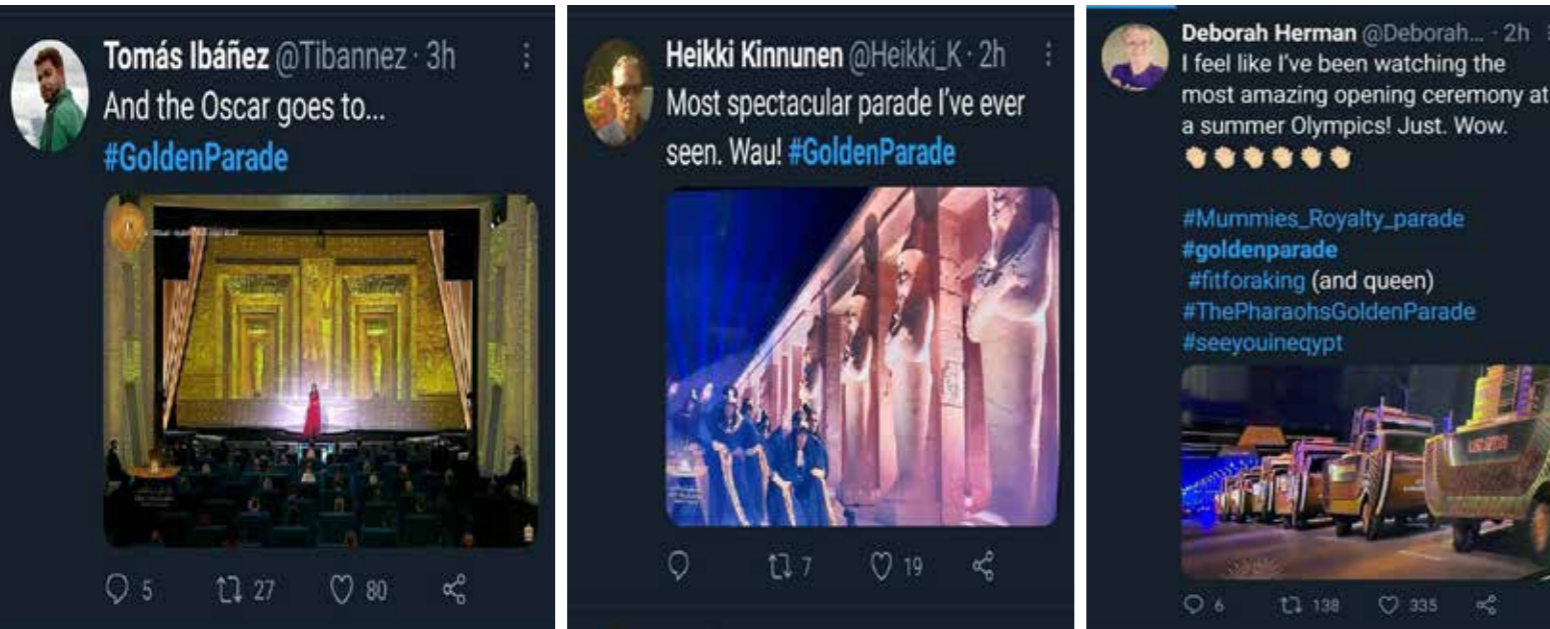 Tomás Ibáñez @Tibannez · 3h
And the Oscar goes to...
#GoldenParade
5 27 80
Heikki Kinnunen @Heikki_K · 2h
Most spectacular parade I've ever
seen. Wau! #GoldenParade
7 19
Deborah Herman @Deborah... · 2h
I feel like I've been watching the
most amazing opening ceremony at
a summer Olympics! Just. Wow.
#Mummies_Royalty_parade
#goldenparade
#fitforaking (and queen)
#ThePharaohsGoldenParade
#seeyouineqypt
6 138 335